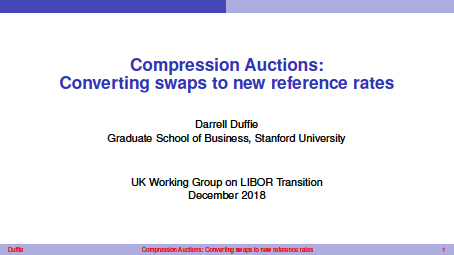 Compression Auctions:
Converting swaps to new reference rates
Darrell Duffie
Graduate School of Business, Stanford University
UK Working Group on LIBOR Transition
December 2018
Duffie Compression Auctions: Converting swaps to new reference rates 1